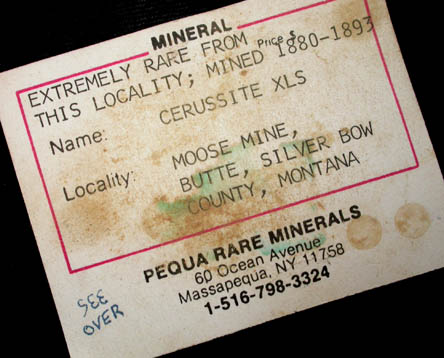 MINERAL
EXTREMELY RARE FROM Price $
THIS LOCALITY; MINED 1880-1893
Name: CERUSSITE XLS
Locality: MOOSE MINE,
BUTTE, SILVER BOW
COUNTY, MONTANA
PEQUA RARE MINERALS
60 Ocean Avenue
Massapequa, NY 11758
1-516-798-3324
SEE
OVER